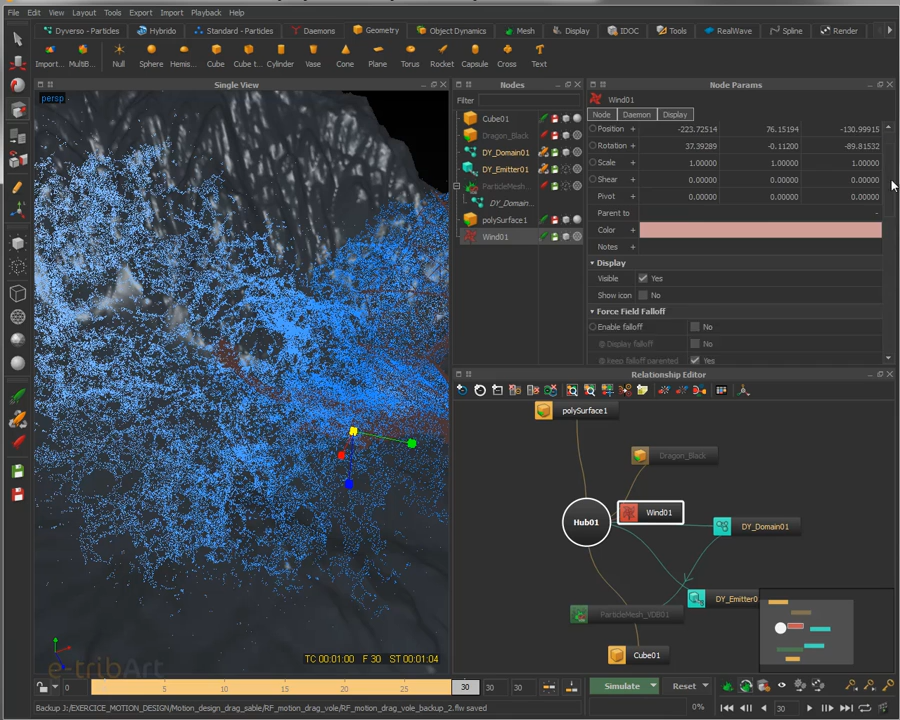 File Edit View Layout Tools Export Import Playback Help
Dyverso - Particles Hybrido Standard - Particles Daemons Geometry Object Dynamics Mesh Display IDOC Tools RealWave Spline Render
Import... MultiB... Null Sphere Hemis... Cube Cube t... Cylinder Vase Cone Plane Torus Rocket Capsule Cross Text
Single View
persp
TC 00:01:00 F 30 ST 00:01:04
e-tribArt
Nodes
Filter
Cube01
Dragon_Black
DY_Domain01
DY_Emitter01
ParticleMesh...
DY_Domain...
polySurface1
Wind01
Node Params
Wind01
Node Daemon Display
Position + -223.72514 76.15194 -130.99915
Rotation + 37.39289 -0.11200 -89.81532
Scale + 1.00000 1.00000 1.00000
Shear + 0.00000 0.00000 0.00000
Pivot + 0.00000 0.00000 0.00000
Parent to -
Color +
Notes +
Display
Visible Yes
Show icon No
Force Field Falloff
Enable falloff No
Display falloff No
Keep falloff parented Yes
Relationship Editor
polySurface1
Dragon_Black
Wind01
Hub01
DY_Domain01
DY_Emitter0
ParticleMesh_VDB01
Cube01
0 5 10 15 20 25 30 30 30
Simulate Reset
Backup J:/EXERCICE_MOTION_DESIGN/Motion_design_drag_sable/RF_motion_drag_vole/RF_motion_drag_vole_backup_2.flw saved
0% 30